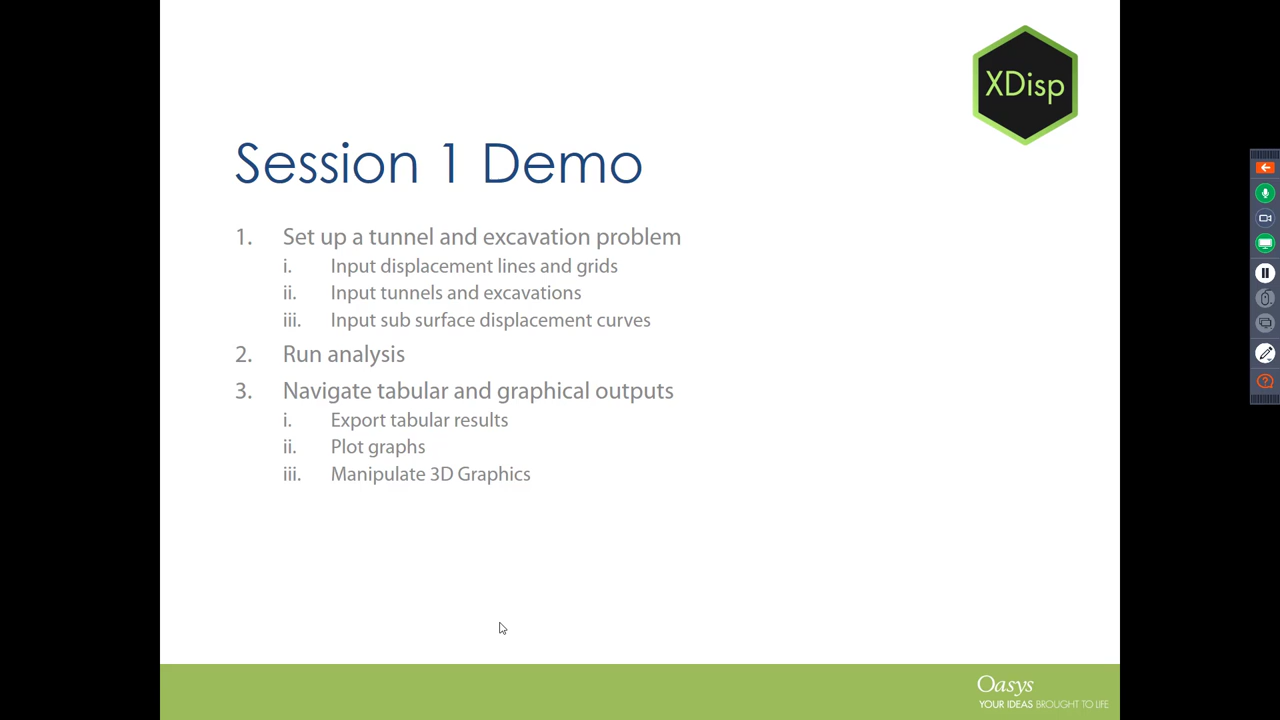 XDisp
Session 1 Demo
1. Set up a tunnel and excavation problem
i. Input displacement lines and grids
ii. Input tunnels and excavations
iii. Input sub surface displacement curves
2. Run analysis
3. Navigate tabular and graphical outputs
i. Export tabular results
ii. Plot graphs
iii. Manipulate 3D Graphics
Oasys
YOUR IDEAS BROUGHT TO LIFE